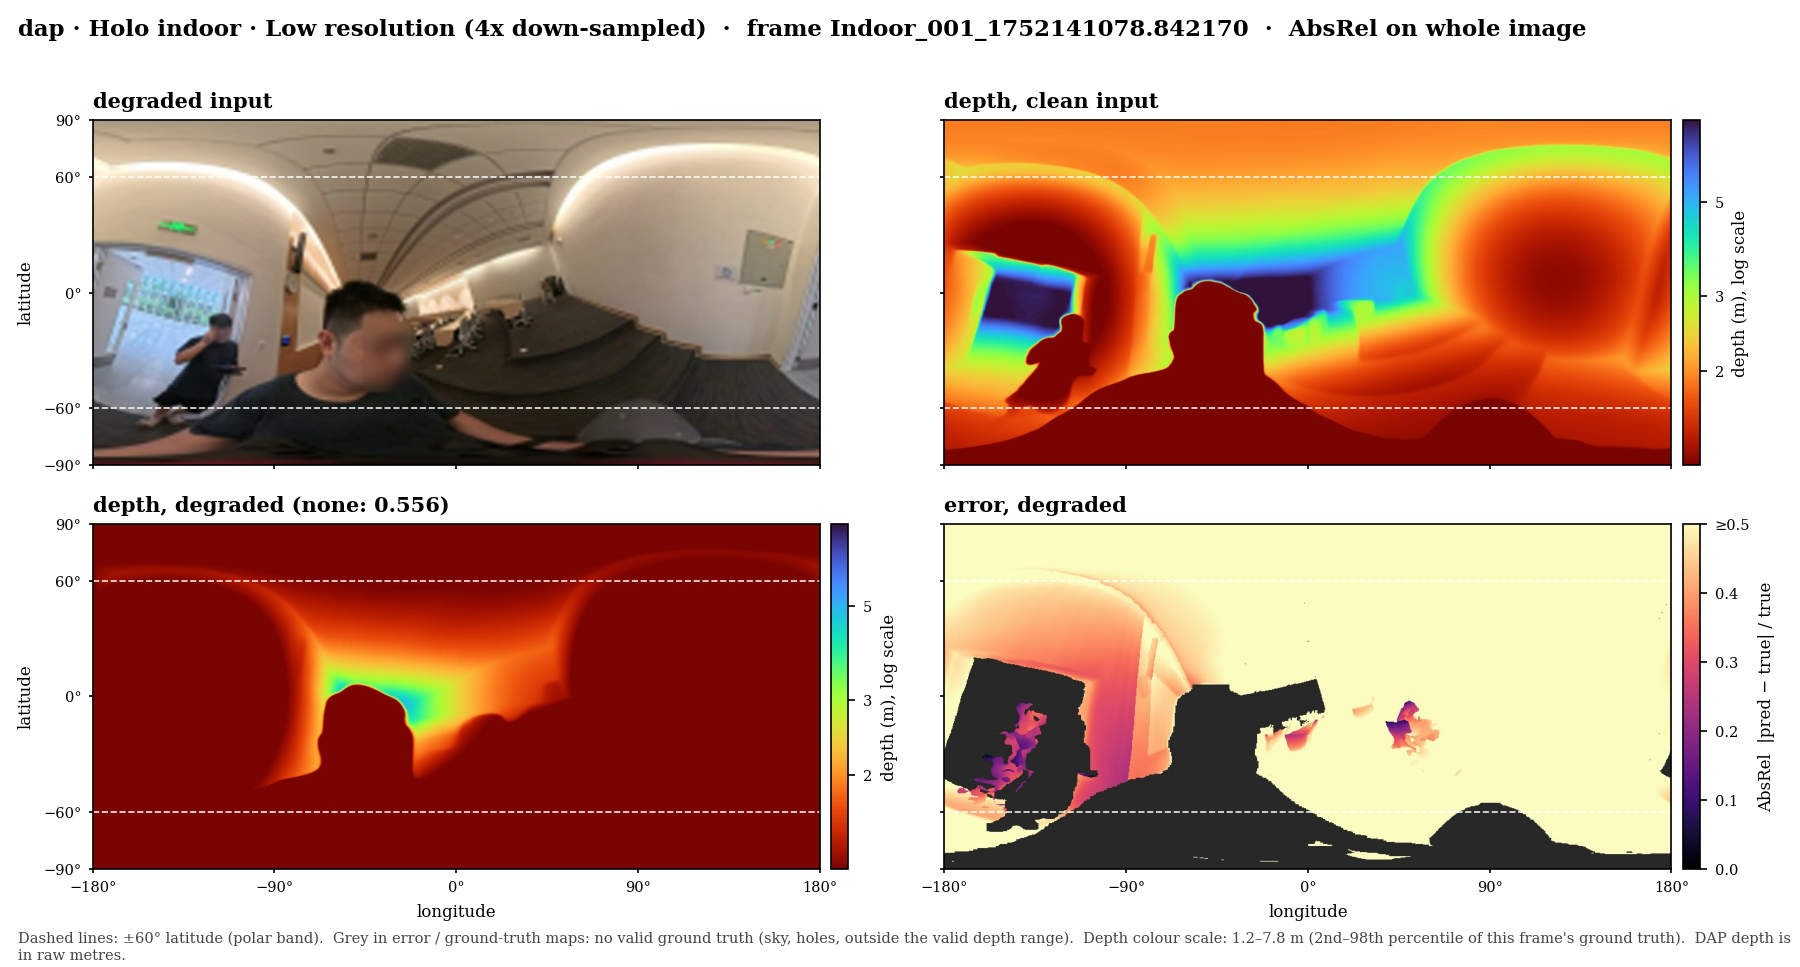 dap · Holo indoor · Low resolution (4x down-sampled)  ·  frame Indoor_001_1752141078.842170  ·  AbsRel on whole image
degraded input
90°
60°
0°
−60°
−90°
latitude
depth, clean input
5
3
2
depth (m), log scale
depth, degraded (none: 0.556)
90°
60°
0°
−60°
−90°
latitude
−180°
−90°
0°
90°
180°
longitude
5
3
2
depth (m), log scale
error, degraded
−180°
−90°
0°
90°
180°
longitude
≥0.5
0.4
0.3
0.2
0.1
0.0
AbsRel  |pred − true| / true
Dashed lines: ±60° latitude (polar band).  Grey in error / ground-truth maps: no valid ground truth (sky, holes, outside the valid depth range).  Depth colour scale: 1.2–7.8 m (2nd–98th percentile of this frame's ground truth).  DAP depth is
in raw metres.